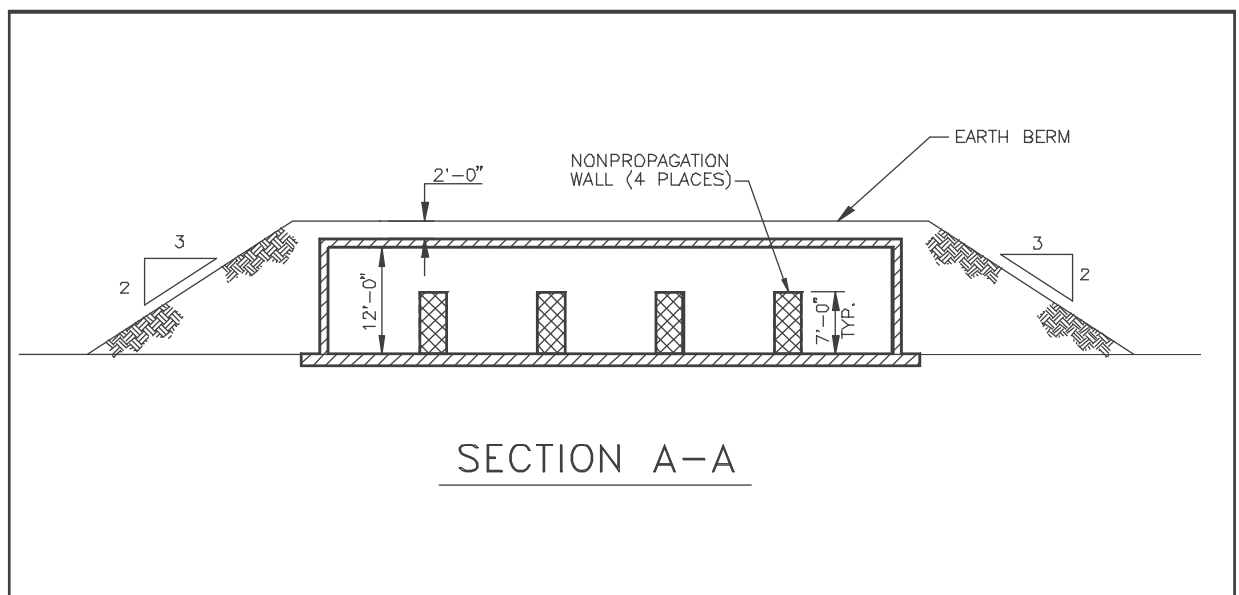 EARTH BERM
NONPROPAGATION
WALL (4 PLACES)
2'-0"
3
2
3
2
12'-0"
7'-0"
TYP.
SECTION A-A